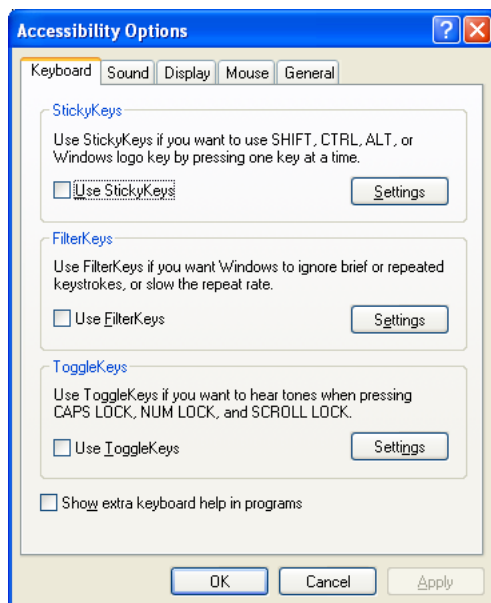 Accessibility Options
Keyboard Sound Display Mouse General
StickyKeys
Use StickyKeys if you want to use SHIFT, CTRL, ALT, or
Windows logo key by pressing one key at a time.
Use StickyKeys Settings
FilterKeys
Use FilterKeys if you want Windows to ignore brief or repeated
keystrokes, or slow the repeat rate.
Use FilterKeys Settings
ToggleKeys
Use ToggleKeys if you want to hear tones when pressing
CAPS LOCK, NUM LOCK, and SCROLL LOCK.
Use ToggleKeys Settings
Show extra keyboard help in programs
OK Cancel Apply